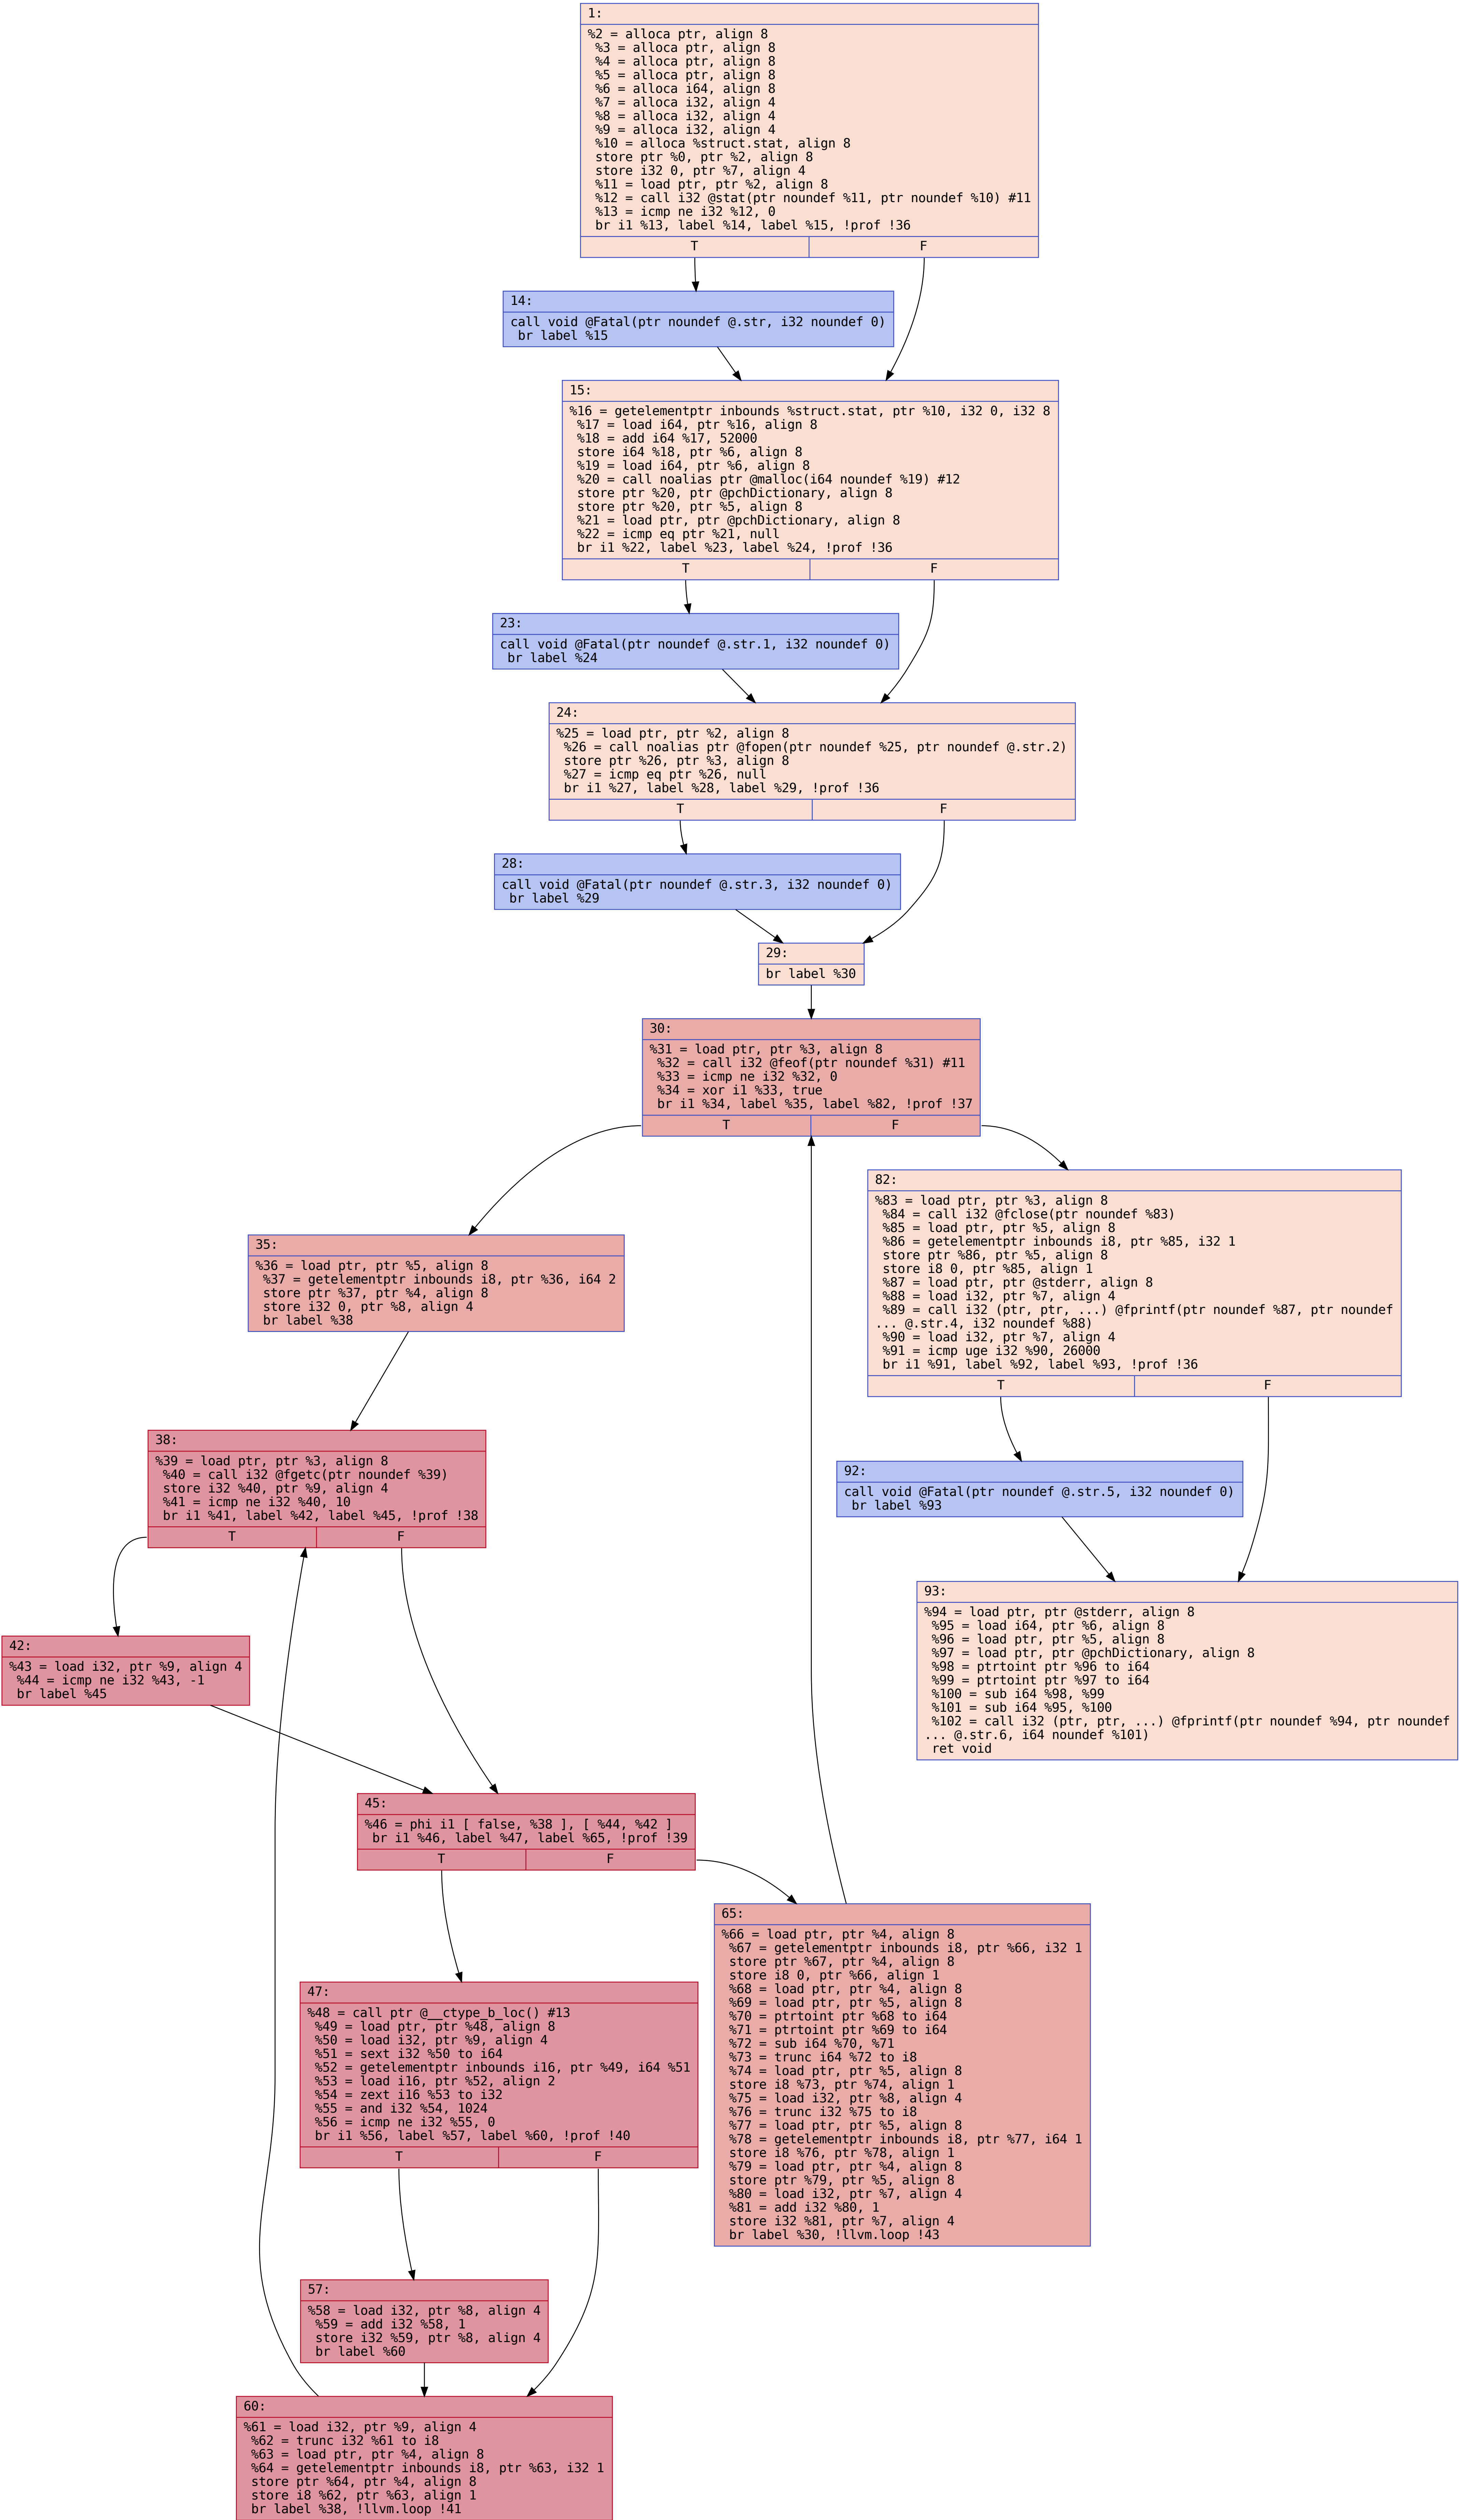 1:
%2 = alloca ptr, align 8
%3 = alloca ptr, align 8
%4 = alloca ptr, align 8
%5 = alloca ptr, align 8
%6 = alloca i64, align 8
%7 = alloca i32, align 4
%8 = alloca i32, align 4
%9 = alloca i32, align 4
%10 = alloca %struct.stat, align 8
store ptr %0, ptr %2, align 8
store i32 0, ptr %7, align 4
%11 = load ptr, ptr %2, align 8
%12 = call i32 @stat(ptr noundef %11, ptr noundef %10) #11
%13 = icmp ne i32 %12, 0
br i1 %13, label %14, label %15, !prof !36
T F
14:
call void @Fatal(ptr noundef @.str, i32 noundef 0)
br label %15
15:
%16 = getelementptr inbounds %struct.stat, ptr %10, i32 0, i32 8
%17 = load i64, ptr %16, align 8
%18 = add i64 %17, 52000
store i64 %18, ptr %6, align 8
%19 = load i64, ptr %6, align 8
%20 = call noalias ptr @malloc(i64 noundef %19) #12
store ptr %20, ptr @pchDictionary, align 8
store ptr %20, ptr %5, align 8
%21 = load ptr, ptr @pchDictionary, align 8
%22 = icmp eq ptr %21, null
br i1 %22, label %23, label %24, !prof !36
T F
23:
call void @Fatal(ptr noundef @.str.1, i32 noundef 0)
br label %24
24:
%25 = load ptr, ptr %2, align 8
%26 = call noalias ptr @fopen(ptr noundef %25, ptr noundef @.str.2)
store ptr %26, ptr %3, align 8
%27 = icmp eq ptr %26, null
br i1 %27, label %28, label %29, !prof !36
T F
28:
call void @Fatal(ptr noundef @.str.3, i32 noundef 0)
br label %29
29:
br label %30
30:
%31 = load ptr, ptr %3, align 8
%32 = call i32 @feof(ptr noundef %31) #11
%33 = icmp ne i32 %32, 0
%34 = xor i1 %33, true
br i1 %34, label %35, label %82, !prof !37
T F
82:
%83 = load ptr, ptr %3, align 8
%84 = call i32 @fclose(ptr noundef %83)
%85 = load ptr, ptr %5, align 8
%86 = getelementptr inbounds i8, ptr %85, i32 1
store ptr %86, ptr %5, align 8
store i8 0, ptr %85, align 1
%87 = load ptr, ptr @stderr, align 8
%88 = load i32, ptr %7, align 4
%89 = call i32 (ptr, ptr, ...) @fprintf(ptr noundef %87, ptr noundef
... @.str.4, i32 noundef %88)
%90 = load i32, ptr %7, align 4
%91 = icmp uge i32 %90, 26000
br i1 %91, label %92, label %93, !prof !36
T F
35:
%36 = load ptr, ptr %5, align 8
%37 = getelementptr inbounds i8, ptr %36, i64 2
store ptr %37, ptr %4, align 8
store i32 0, ptr %8, align 4
br label %38
38:
%39 = load ptr, ptr %3, align 8
%40 = call i32 @fgetc(ptr noundef %39)
store i32 %40, ptr %9, align 4
%41 = icmp ne i32 %40, 10
br i1 %41, label %42, label %45, !prof !38
T F
92:
call void @Fatal(ptr noundef @.str.5, i32 noundef 0)
br label %93
93:
%94 = load ptr, ptr @stderr, align 8
%95 = load i64, ptr %6, align 8
%96 = load ptr, ptr %5, align 8
%97 = load ptr, ptr @pchDictionary, align 8
%98 = ptrtoint ptr %96 to i64
%99 = ptrtoint ptr %97 to i64
%100 = sub i64 %98, %99
%101 = sub i64 %95, %100
%102 = call i32 (ptr, ptr, ...) @fprintf(ptr noundef %94, ptr noundef
... @.str.6, i64 noundef %101)
ret void
42:
%43 = load i32, ptr %9, align 4
%44 = icmp ne i32 %43, -1
br label %45
45:
%46 = phi i1 [ false, %38 ], [ %44, %42 ]
br i1 %46, label %47, label %65, !prof !39
T F
65:
%66 = load ptr, ptr %4, align 8
%67 = getelementptr inbounds i8, ptr %66, i32 1
store ptr %67, ptr %4, align 8
store i8 0, ptr %66, align 1
%68 = load ptr, ptr %4, align 8
%69 = load ptr, ptr %5, align 8
%70 = ptrtoint ptr %68 to i64
%71 = ptrtoint ptr %69 to i64
%72 = sub i64 %70, %71
%73 = trunc i64 %72 to i8
%74 = load ptr, ptr %5, align 8
store i8 %73, ptr %74, align 1
%75 = load i32, ptr %8, align 4
%76 = trunc i32 %75 to i8
%77 = load ptr, ptr %5, align 8
%78 = getelementptr inbounds i8, ptr %77, i64 1
store i8 %76, ptr %78, align 1
%79 = load ptr, ptr %4, align 8
store ptr %79, ptr %5, align 8
%80 = load i32, ptr %7, align 4
%81 = add i32 %80, 1
store i32 %81, ptr %7, align 4
br label %30, !llvm.loop !43
47:
%48 = call ptr @__ctype_b_loc() #13
%49 = load ptr, ptr %48, align 8
%50 = load i32, ptr %9, align 4
%51 = sext i32 %50 to i64
%52 = getelementptr inbounds i16, ptr %49, i64 %51
%53 = load i16, ptr %52, align 2
%54 = zext i16 %53 to i32
%55 = and i32 %54, 1024
%56 = icmp ne i32 %55, 0
br i1 %56, label %57, label %60, !prof !40
T F
57:
%58 = load i32, ptr %8, align 4
%59 = add i32 %58, 1
store i32 %59, ptr %8, align 4
br label %60
60:
%61 = load i32, ptr %9, align 4
%62 = trunc i32 %61 to i8
%63 = load ptr, ptr %4, align 8
%64 = getelementptr inbounds i8, ptr %63, i32 1
store ptr %64, ptr %4, align 8
store i8 %62, ptr %63, align 1
br label %38, !llvm.loop !41